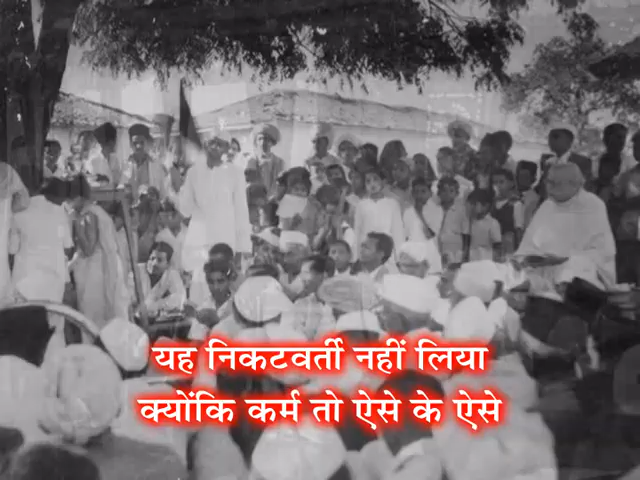 यह निकटवर्ती नहीं लिया
क्योंकि कर्म तो ऐसे के ऐसे